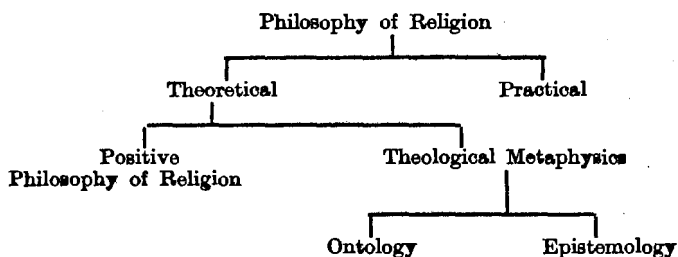 Philosophy of Religion
Theoretical Practical
Positive
Philosophy of Religion
Theological Metaphysics
Ontology Epistemology